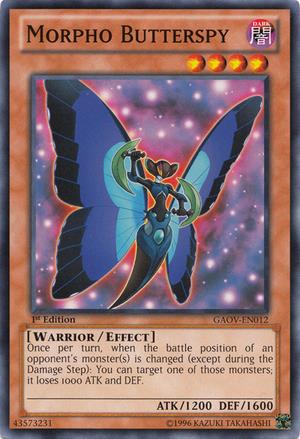 MORPHO BUTTERSPY
DARK
闇
1st Edition
GAOV-EN012
[WARRIOR / EFFECT]
Once per turn, when the battle position of an
opponent's monster(s) is changed (except during the
Damage Step): You can target one of those monsters;
it loses 1000 ATK and DEF.
ATK/1200 DEF/1600
43573231
©1996 KAZUKI TAKAHASHI